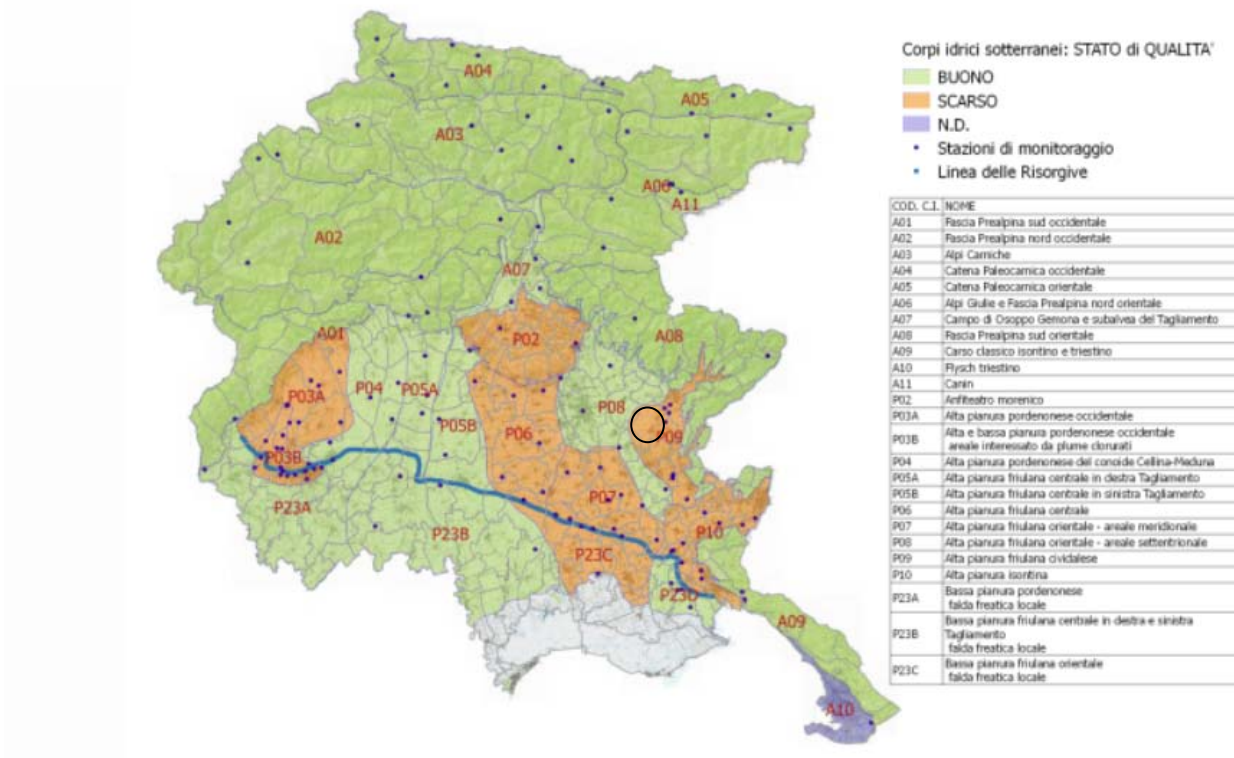 Corpi idrici sotterranei: STATO di QUALITA'
BUONO
SCARSO
N.D.
Stazioni di monitoraggio
Linea delle Risorgive
COD. C.I. NOME
A01 Fascia Prealpina sud occidentale
A02 Fascia Prealpina nord occidentale
A03 Alpi Carniche
A04 Catena Paleocarnica occidentale
A05 Catena Paleocarnica orientale
A06 Alpi Giulie e Fascia Prealpina nord orientale
A07 Campo di Osoppo Gemona e subalvea del Tagliamento
A08 Fascia Prealpina sud orientale
A09 Carso classico isontino e triestino
A10 Flysch triestino
A11 Canin
P02 Anfiteatro morenico
P03A Alta pianura pordenonese occidentale
P03B Alta e bassa pianura pordenonese occidentale
areale interessato da plume clorurati
P04 Alta pianura pordenonese del conoide Cellina-Meduna
P05A Alta pianura friulana centrale in destra Tagliamento
P05B Alta pianura friulana centrale in sinistra Tagliamento
P06 Alta pianura friulana centrale
P07 Alta pianura friulana orientale - areale meridionale
P08 Alta pianura friulana orientale - areale settentrionale
P09 Alta pianura friulana cividalese
P10 Alta pianura isontina
P23A Bassa pianura pordenonese
falda freatica locale
P23B Bassa pianura friulana centrale in destra e sinistra
Tagliamento
falda freatica locale
P23C Bassa pianura friulana orientale
falda freatica locale
A04
A05
A03
A06
A11
A02
A07
A01
P02
A08
P03A
P04
P05A
P05B
P08
P06
P09
P03B
P07
P23A
P23B
P10
P23C
P23D
A09
A10